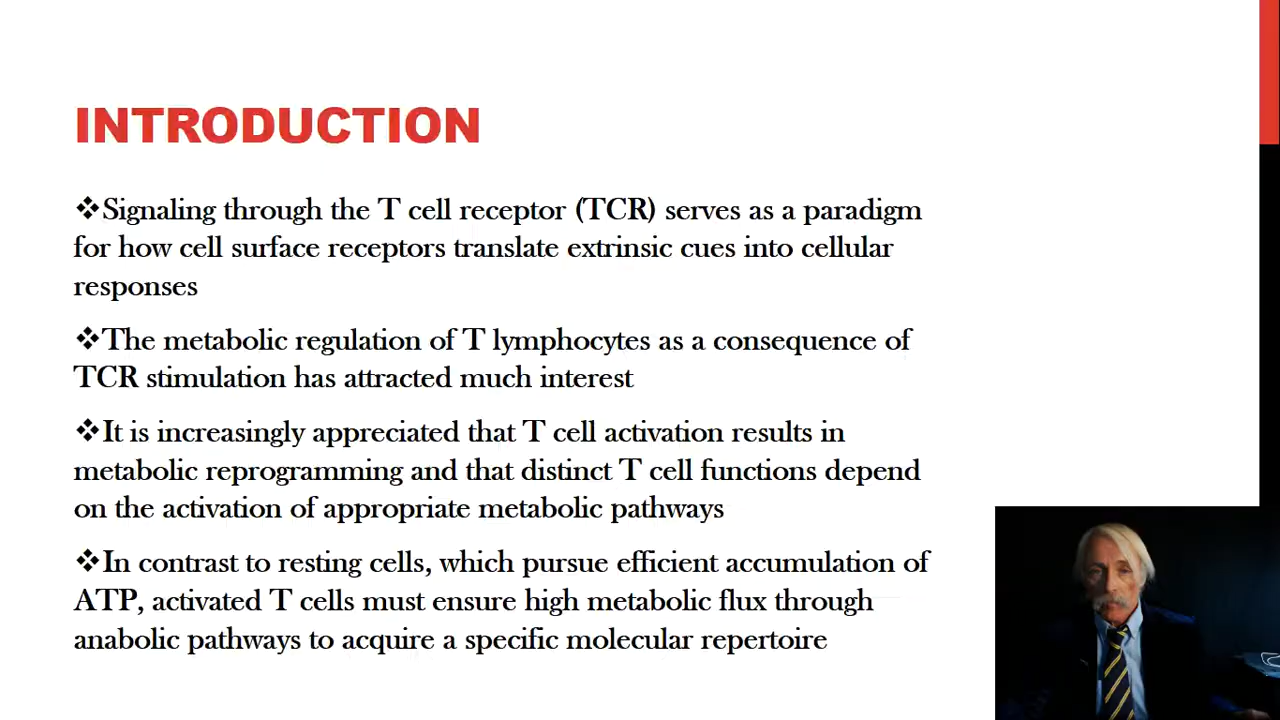 INTRODUCTION
❖Signaling through the T cell receptor (TCR) serves as a paradigm
for how cell surface receptors translate extrinsic cues into cellular
responses
❖The metabolic regulation of T lymphocytes as a consequence of
TCR stimulation has attracted much interest
❖It is increasingly appreciated that T cell activation results in
metabolic reprogramming and that distinct T cell functions depend
on the activation of appropriate metabolic pathways
❖In contrast to resting cells, which pursue efficient accumulation of
ATP, activated T cells must ensure high metabolic flux through
anabolic pathways to acquire a specific molecular repertoire